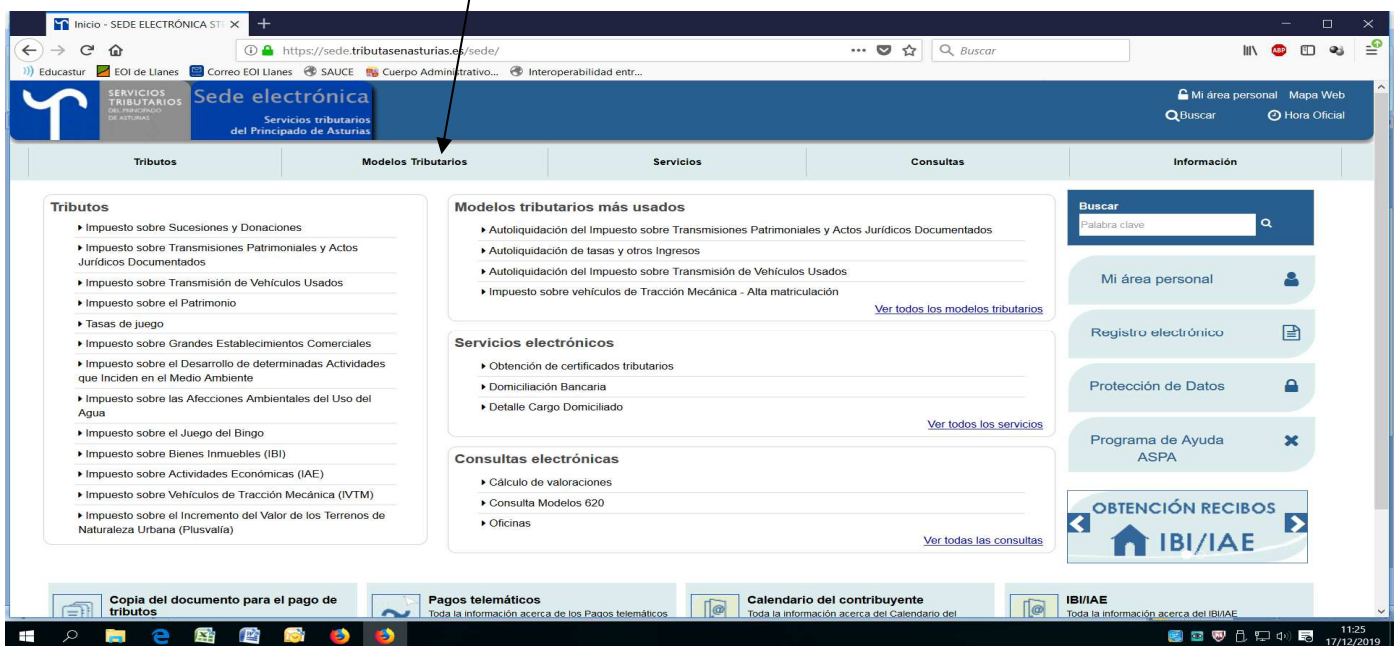 Inicio - SEDE ELECTRÓNICA ST
https://sede.tributasenasturias.es/sede/
Buscar
Educastur EOI de Llanes Correo EOI Llanes SAUCE Cuerpo Administrativo... Interoperabilidad entr...
SERVICIOS
TRIBUTARIOS
DEL PRINCIPADO
DE ASTURIAS
Sede electrónica
Servicios tributarios
del Principado de Asturias
Mi área personal Mapa Web
Buscar Hora Oficial
Tributos Modelos Tributarios Servicios Consultas Información
Tributos
Impuesto sobre Sucesiones y Donaciones
Impuesto sobre Transmisiones Patrimoniales y Actos
Jurídicos Documentados
Impuesto sobre Transmisión de Vehículos Usados
Impuesto sobre el Patrimonio
Tasas de juego
Impuesto sobre Grandes Establecimientos Comerciales
Impuesto sobre el Desarrollo de determinadas Actividades
que Inciden en el Medio Ambiente
Impuesto sobre las Afecciones Ambientales del Uso del
Agua
Impuesto sobre el Juego del Bingo
Impuesto sobre Bienes Inmuebles (IBI)
Impuesto sobre Actividades Económicas (IAE)
Impuesto sobre Vehículos de Tracción Mecánica (IVTM)
Impuesto sobre el Incremento del Valor de los Terrenos de
Naturaleza Urbana (Plusvalía)
Modelos tributarios más usados
Autoliquidación del Impuesto sobre Transmisiones Patrimoniales y Actos Jurídicos Documentados
Autoliquidación de tasas y otros Ingresos
Autoliquidación del Impuesto sobre Transmisión de Vehículos Usados
Impuesto sobre vehículos de Tracción Mecánica - Alta matriculación
Ver todos los modelos tributarios
Servicios electrónicos
Obtención de certificados tributarios
Domiciliación Bancaria
Detalle Cargo Domiciliado
Ver todos los servicios
Consultas electrónicas
Cálculo de valoraciones
Consulta Modelos 620
Oficinas
Ver todas las consultas
Buscar
Palabra clave
Mi área personal
Registro electrónico
Protección de Datos
Programa de Ayuda
ASPA
OBTENCIÓN RECIBOS
IBI/IAE
Copia del documento para el pago de
tributos
Pagos telemáticos
Toda la información acerca de los Pagos telemáticos
Calendario del contribuyente
Toda la información acerca del Calendario del
IBI/IAE
Toda la información acerca del IBI/IAE
11:25
17/12/2019